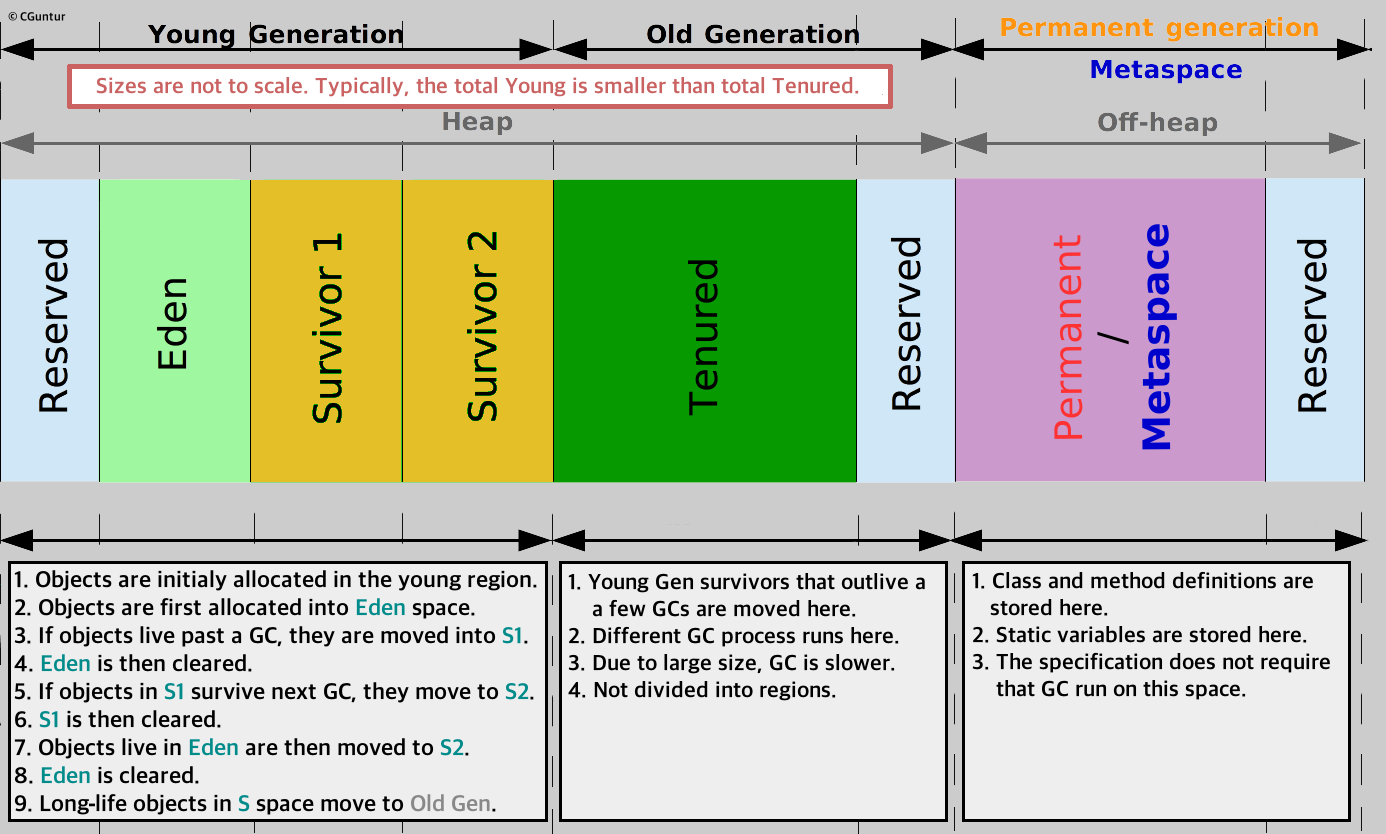 © CGuntur
Young Generation
Old Generation
Permanent generation
Metaspace
Sizes are not to scale. Typically, the total Young is smaller than total Tenured.
Heap
Off-heap
Reserved
Eden
Survivor 1
Survivor 2
Tenured
Reserved
Permanent
/
Metaspace
Reserved
1. Objects are initialy allocated in the young region.
2. Objects are first allocated into Eden space.
3. If objects live past a GC, they are moved into S1.
4. Eden is then cleared.
5. If objects in S1 survive next GC, they move to S2.
6. S1 is then cleared.
7. Objects live in Eden are then moved to S2.
8. Eden is cleared.
9. Long-life objects in S space move to Old Gen.
1. Young Gen survivors that outlive a
a few GCs are moved here.
2. Different GC process runs here.
3. Due to large size, GC is slower.
4. Not divided into regions.
1. Class and method definitions are
stored here.
2. Static variables are stored here.
3. The specification does not require
that GC run on this space.